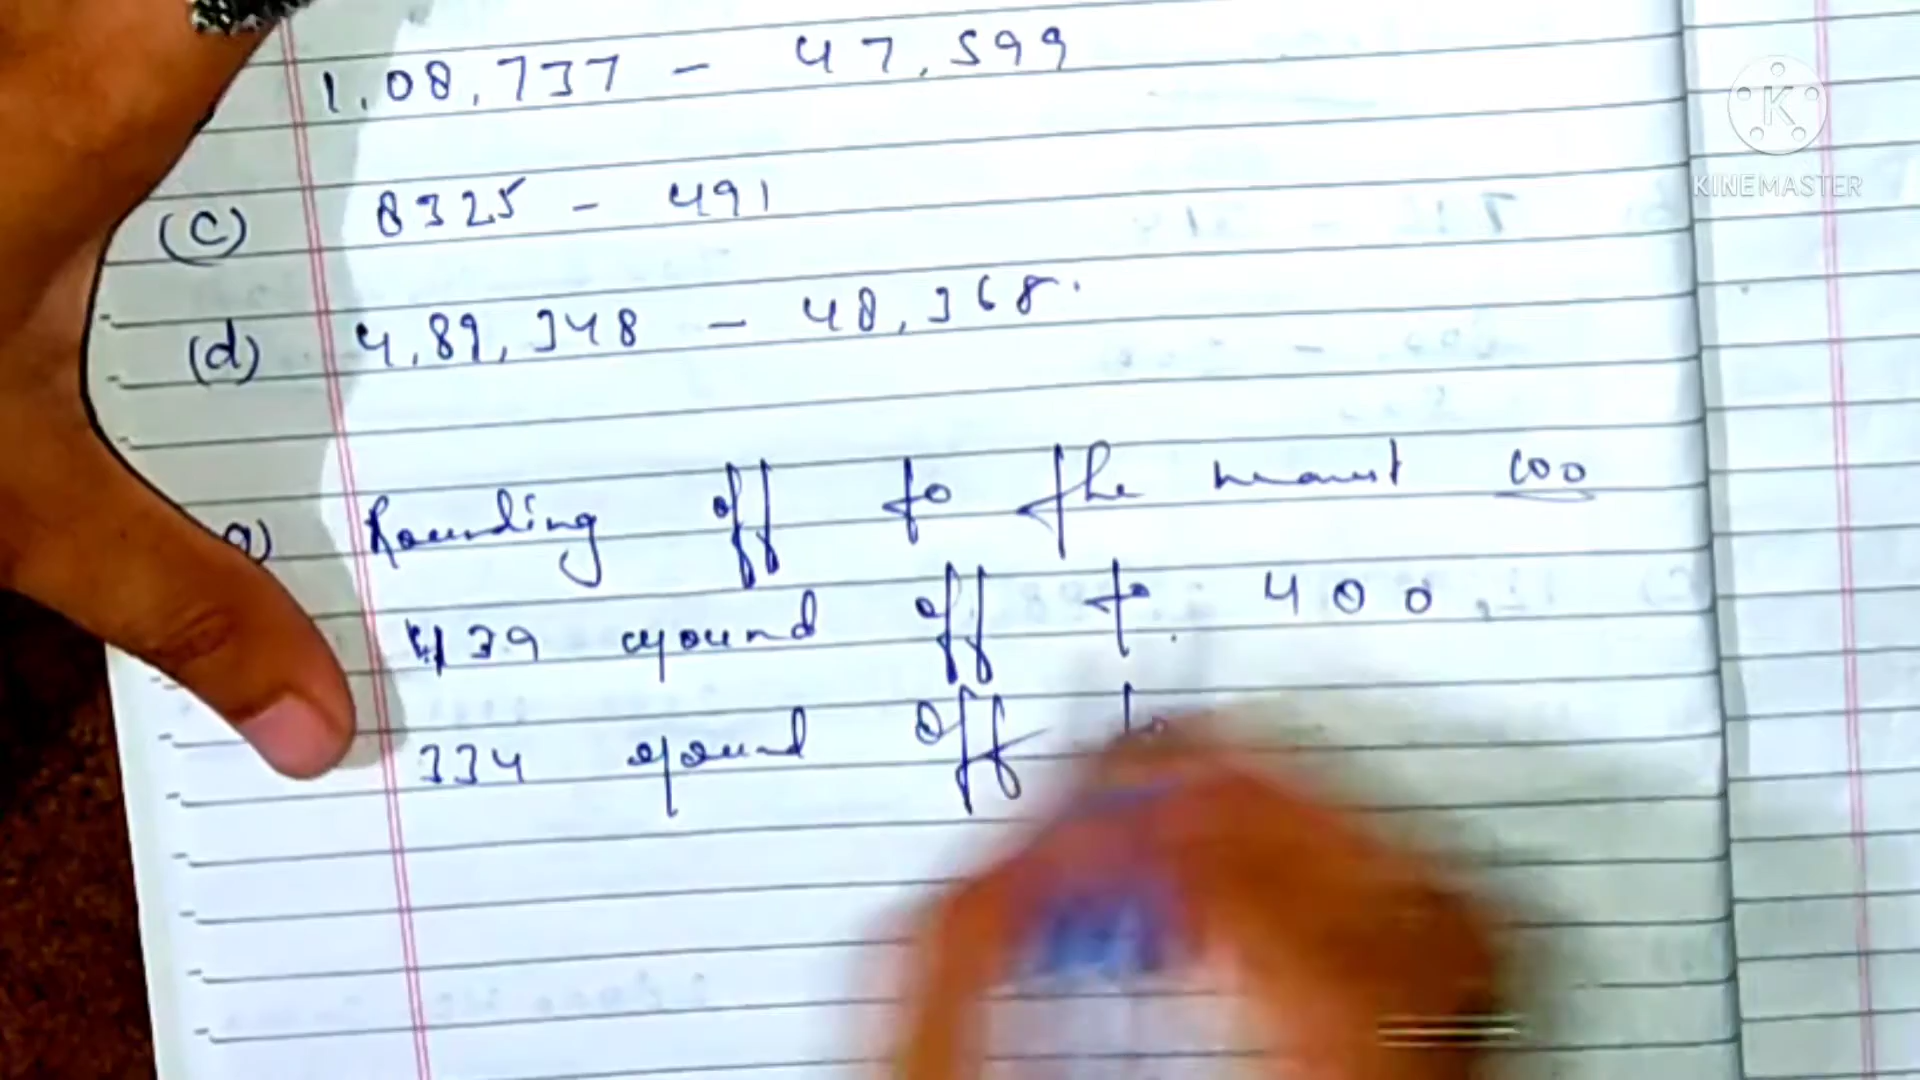 1,08,737 - 47,599
(c) 8325 - 491
(d) 4,89,348 - 48,368.
a) Rounding off to the nearest 100
439 round off to 400
334 round off to
K
KINEMASTER